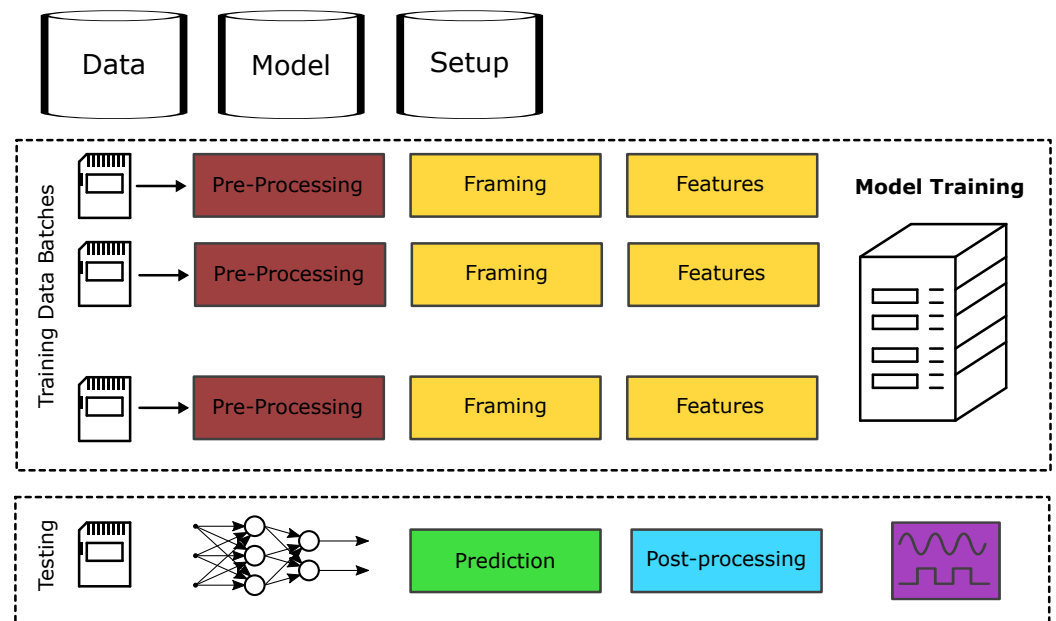 Data
Model
Setup
Training Data Batches
Pre-Processing
Framing
Features
Model Training
Pre-Processing
Framing
Features
Pre-Processing
Framing
Features
Testing
Prediction
Post-processing